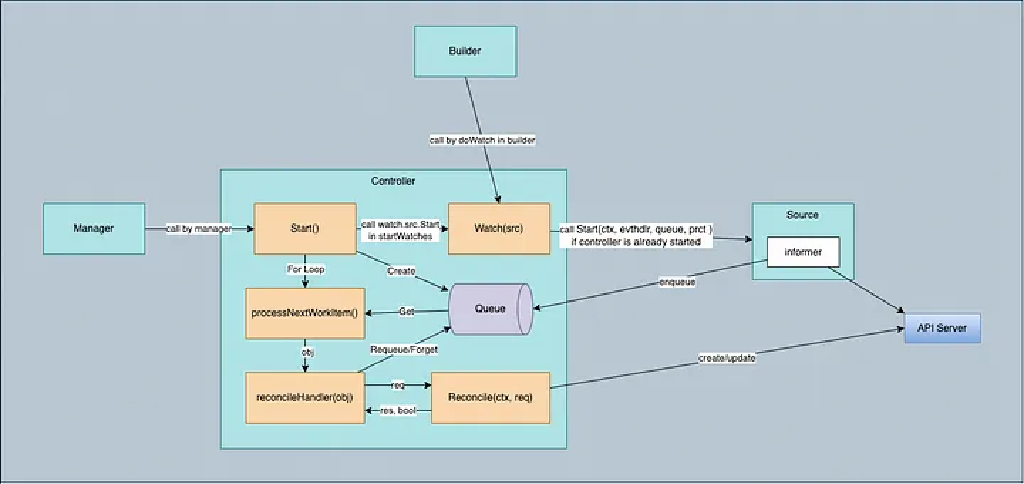 Builder
call by doWatch in builder
Controller
Manager
call by manager
Start()
call watch.src.Start
in startWatches
Watch(src)
call Start(ctx, evthdlr, queue, prct )
if controller is already started
Source
informer
For Loop
Create
enqueue
processNextWorkItem()
Get
Queue
API Server
obj
Requeue/Forget
create/update
reconcileHandler(obj)
req
res, bool
Reconcile(ctx, req)